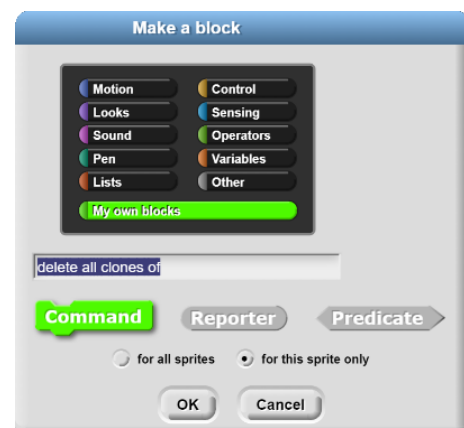 Make a block
Motion Control
Looks Sensing
Sound Operators
Pen Variables
Lists Other
My own blocks
delete all clones of
Command Reporter Predicate
for all sprites for this sprite only
OK Cancel